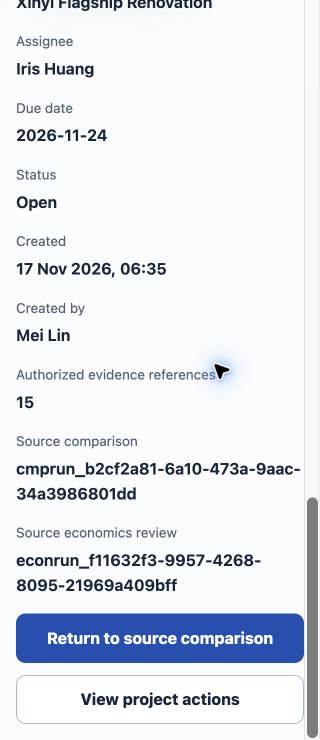 Xinyi Flagship Renovation
Assignee
Iris Huang
Due date
2026-11-24
Status
Open
Created
17 Nov 2026, 06:35
Created by
Mei Lin
Authorized evidence references
15
Source comparison
cmprun_b2cf2a81-6a10-473a-9aac-
34a3986801dd
Source economics review
econrun_f11632f3-9957-4268-
8095-21969a409bff
Return to source comparison
View project actions